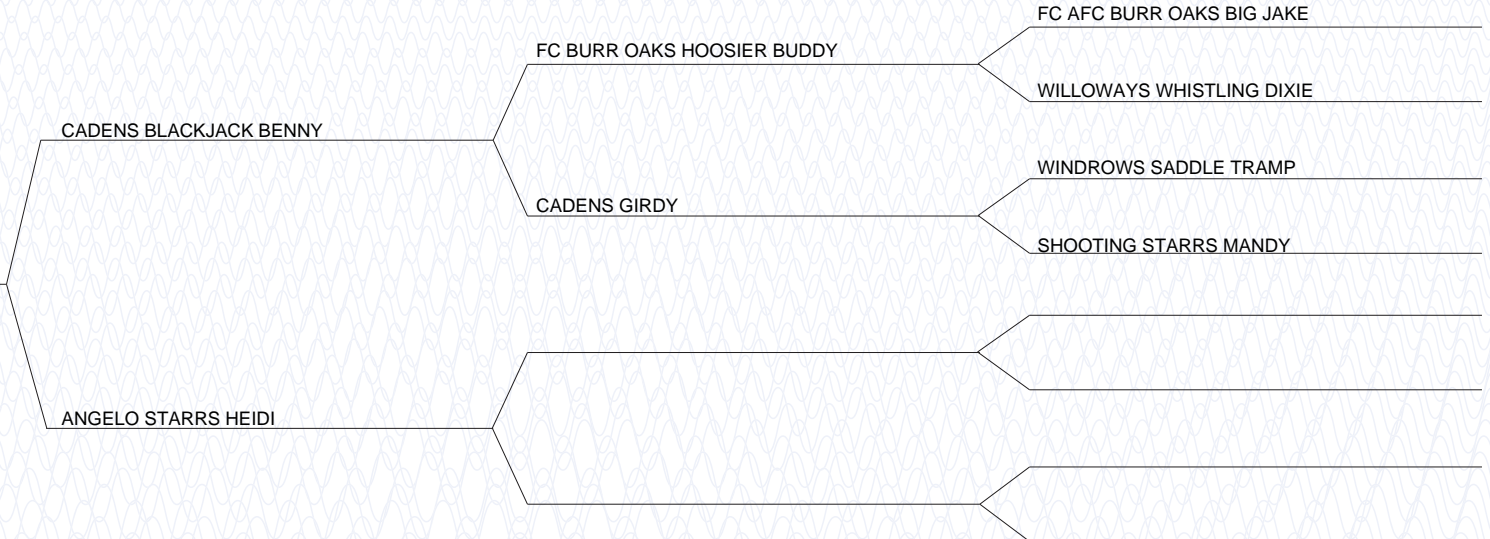 FC AFC BURR OAKS BIG JAKE
FC BURR OAKS HOOSIER BUDDY
WILLOWAYS WHISTLING DIXIE
CADENS BLACKJACK BENNY
WINDROWS SADDLE TRAMP
CADENS GIRDY
SHOOTING STARRS MANDY
ANGELO STARRS HEIDI